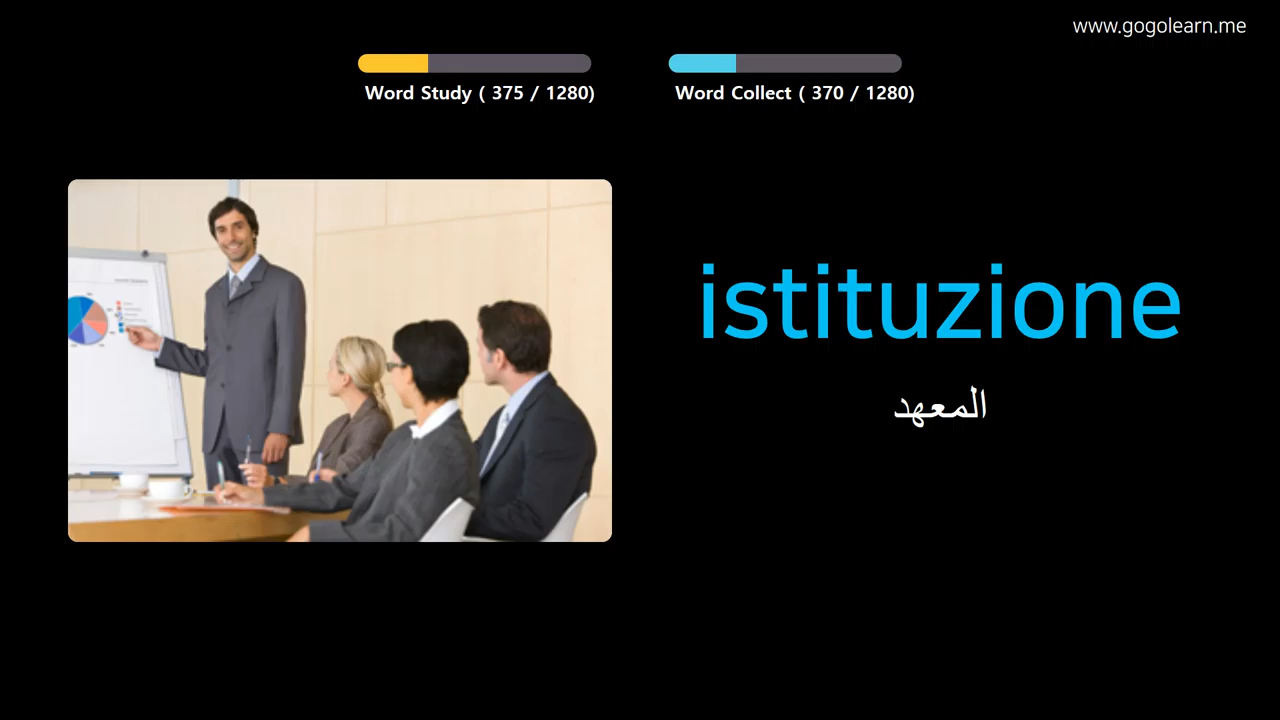 www.gogolearn.me
Word Study ( 375 / 1280)
Word Collect ( 370 / 1280)
istituzione
المعهد